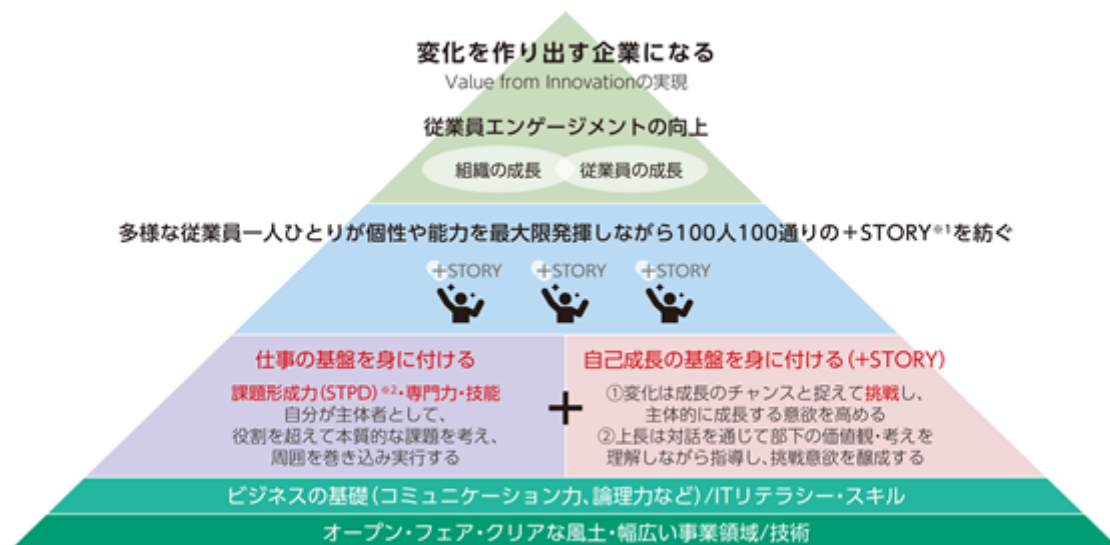 変化を作り出す企業になる
Value from Innovationの実現
従業員エンゲージメントの向上
組織の成長 従業員の成長
多様な従業員一人ひとりが個性や能力を最大限発揮しながら100人100通りの+STORY※1を紡ぐ
+STORY +STORY +STORY
仕事の基盤を身に付ける
課題形成力(STPD)※2・専門力・技能
自分が主体者として、
役割を超えて本質的な課題を考え、
周囲を巻き込み実行する
+
自己成長の基盤を身に付ける(+STORY)
①変化は成長のチャンスと捉えて挑戦し、
主体的に成長する意欲を高める
②上長は対話を通じて部下の価値観・考えを
理解しながら指導し、挑戦意欲を醸成する
ビジネスの基礎(コミュニケーション力、論理力など)/ITリテラシー・スキル
オープン・フェア・クリアな風土・幅広い事業領域/技術